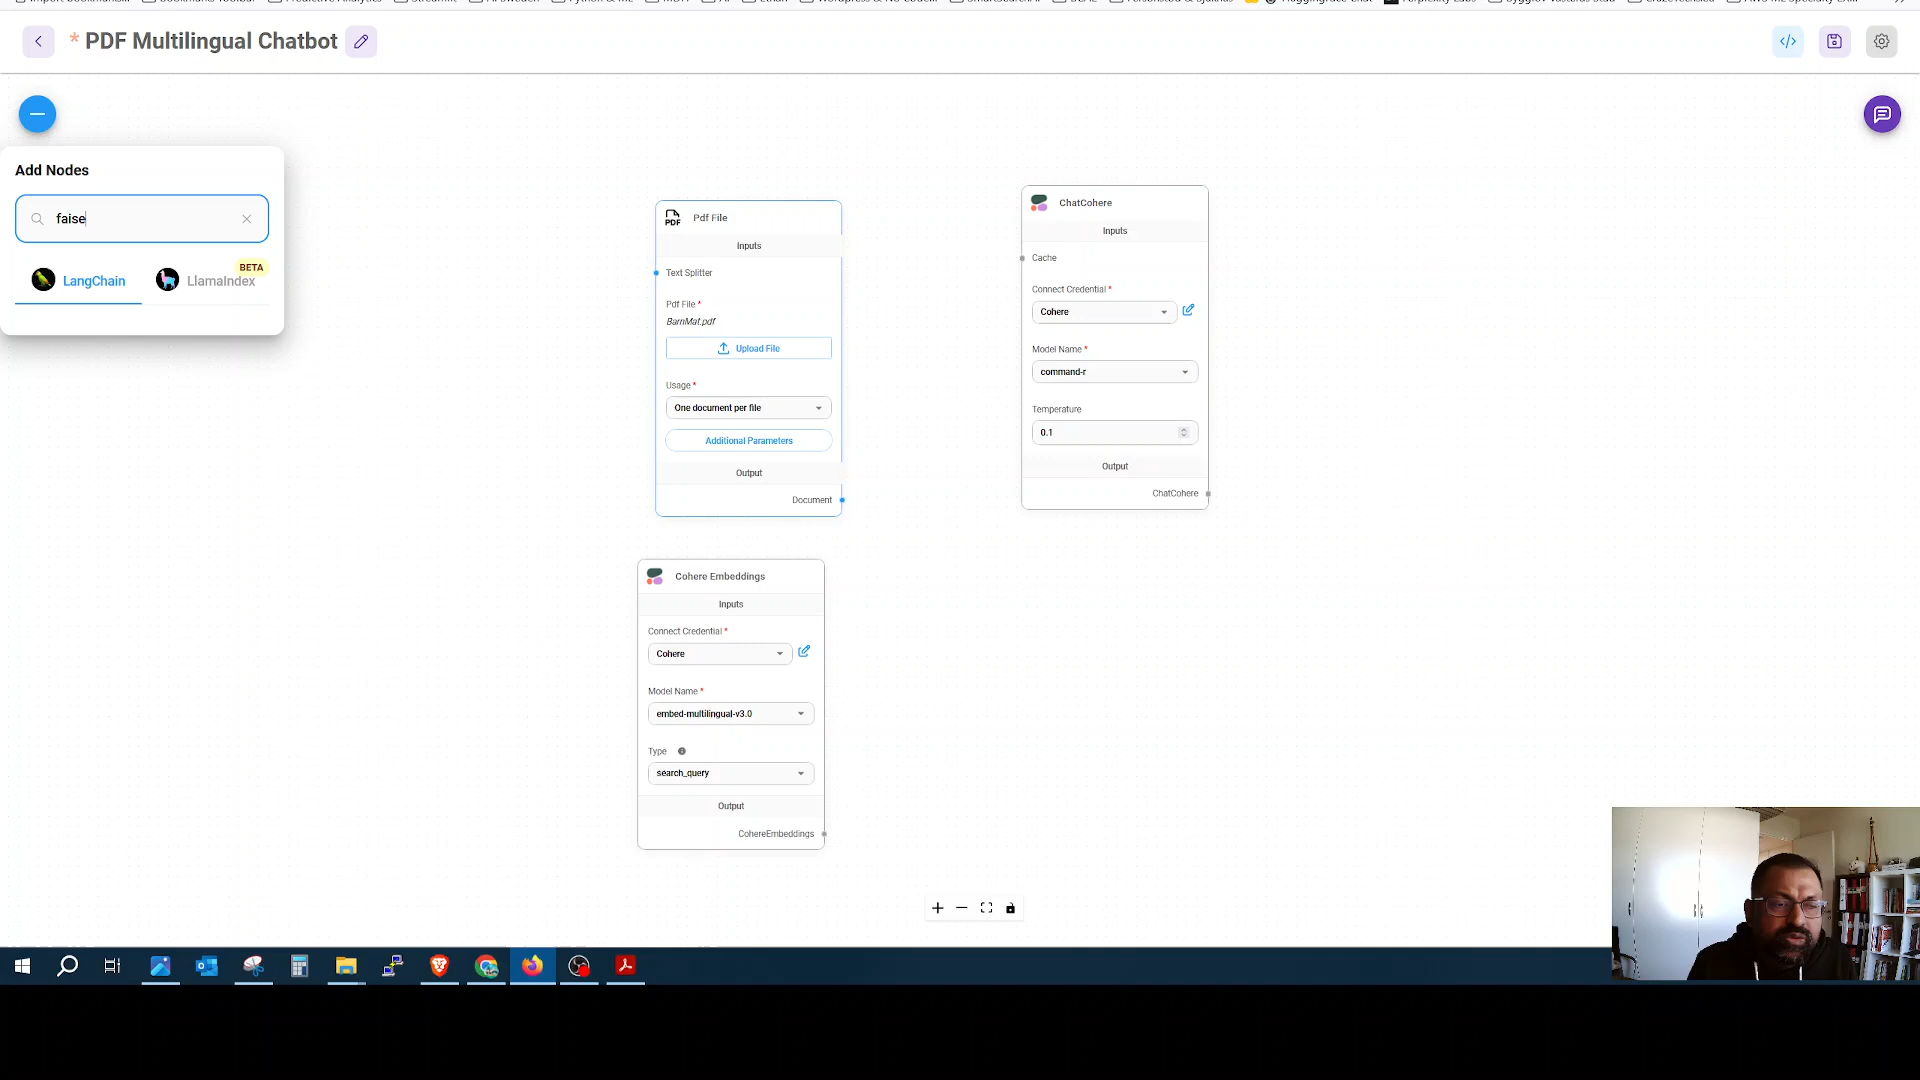 * PDF Multilingual Chatbot
Add Nodes
faise
LangChain
LlamaIndex
BETA
PDF
Pdf File
Inputs
Text Splitter
Pdf File *
BarnMat.pdf
Upload File
Usage *
One document per file
Additional Parameters
Output
Document
ChatCohere
Inputs
Cache
Connect Credential *
Cohere
Model Name *
command-r
Temperature
0.1
Output
ChatCohere
Cohere Embeddings
Inputs
Connect Credential *
Cohere
Model Name *
embed-multilingual-v3.0
Type
search_query
Output
CohereEmbeddings